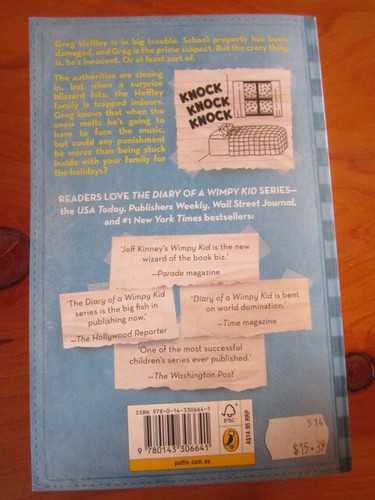 Greg Heffley is in big trouble. School property has been
damaged, and Greg is the prime suspect. But the crazy thing
is, he's innocent. Or at least sort of.
The authorities are closing
in, but when a surprise
blizzard hits, the Heffley
family is trapped indoors.
Greg knows that when the
snow melts he's going to
have to face the music,
but could any punishment
be worse than being stuck
inside with your family for
the holidays?
KNOCK
KNOCK
KNOCK
READERS LOVE THE DIARY OF A WIMPY KID SERIES—
the USA Today, Publishers Weekly, Wall Street Journal,
and #1 New York Times bestsellers:
'Jeff Kinney's Wimpy Kid is the new
wizard of the book biz.'
—Parade magazine
'The Diary of a Wimpy Kid
series is the big fish in
publishing now.'
—The Hollywood Reporter
'Diary of a Wimpy Kid is bent
on world domination.'
—Time magazine
'One of the most successful
children's series ever published.'
—The Washington Post
ISBN 978-0-14-330664-1
9 780143 306641
FSC
A$14.95 RRP
puffin.com.au
$14
$15.39